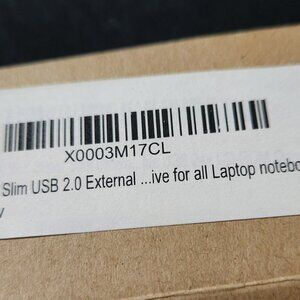 X0003M17CL
Slim USB 2.0 External ...ive for all Laptop notebo